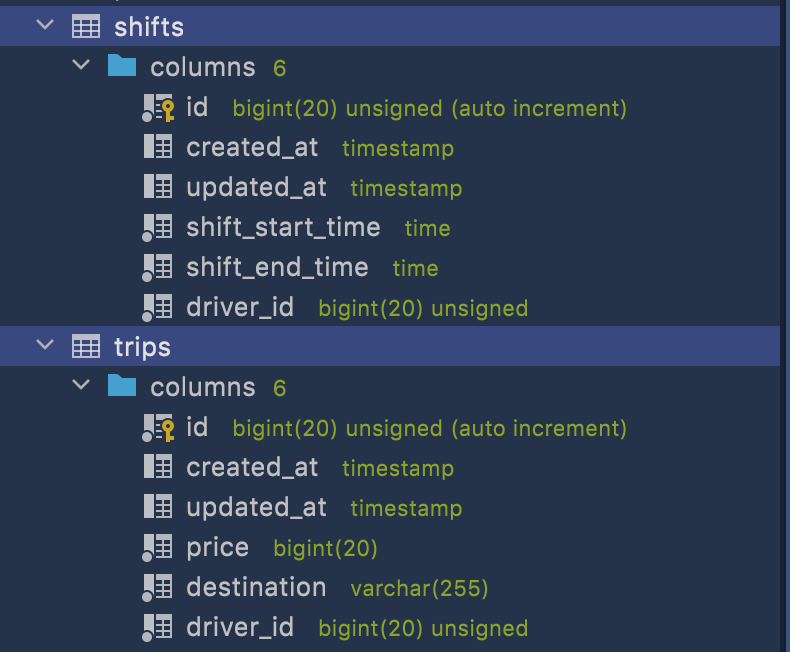 shifts
columns 6
id bigint(20) unsigned (auto increment)
created_at timestamp
updated_at timestamp
shift_start_time time
shift_end_time time
driver_id bigint(20) unsigned
trips
columns 6
id bigint(20) unsigned (auto increment)
created_at timestamp
updated_at timestamp
price bigint(20)
destination varchar(255)
driver_id bigint(20) unsigned